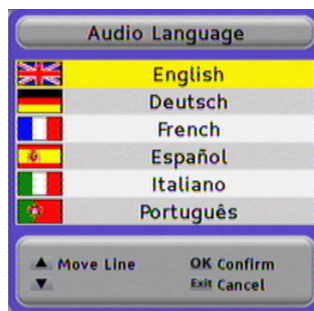 Audio Language
English
Deutsch
French
Español
Italiano
Português
▲ Move Line OK Confirm
▼ Exit Cancel